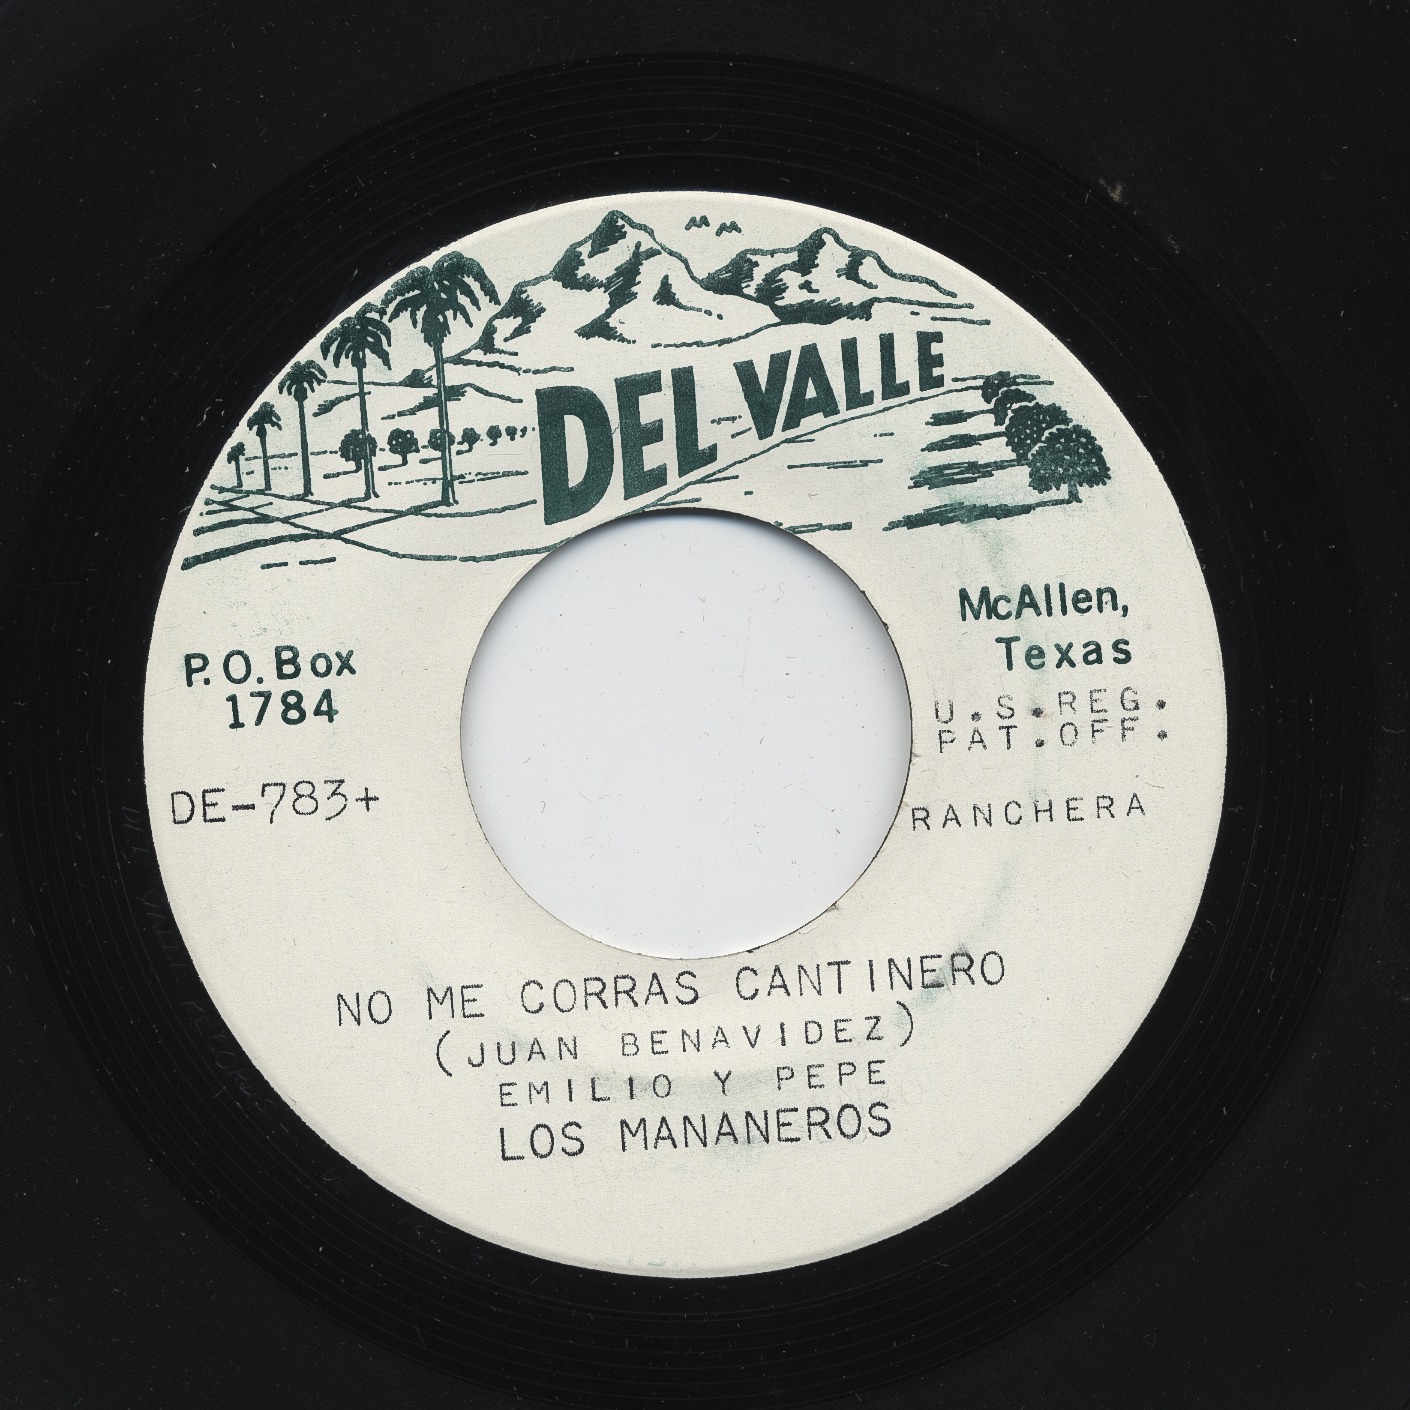 DEL VALLE
P.O. Box
1784
McAllen,
Texas
U.S.REG.
PAT.OFF.
DE-783+
RANCHERA
NO ME CORRAS CANTINERO
(JUAN BENAVIDEZ)
EMILIO Y PEPE
LOS MANANEROS